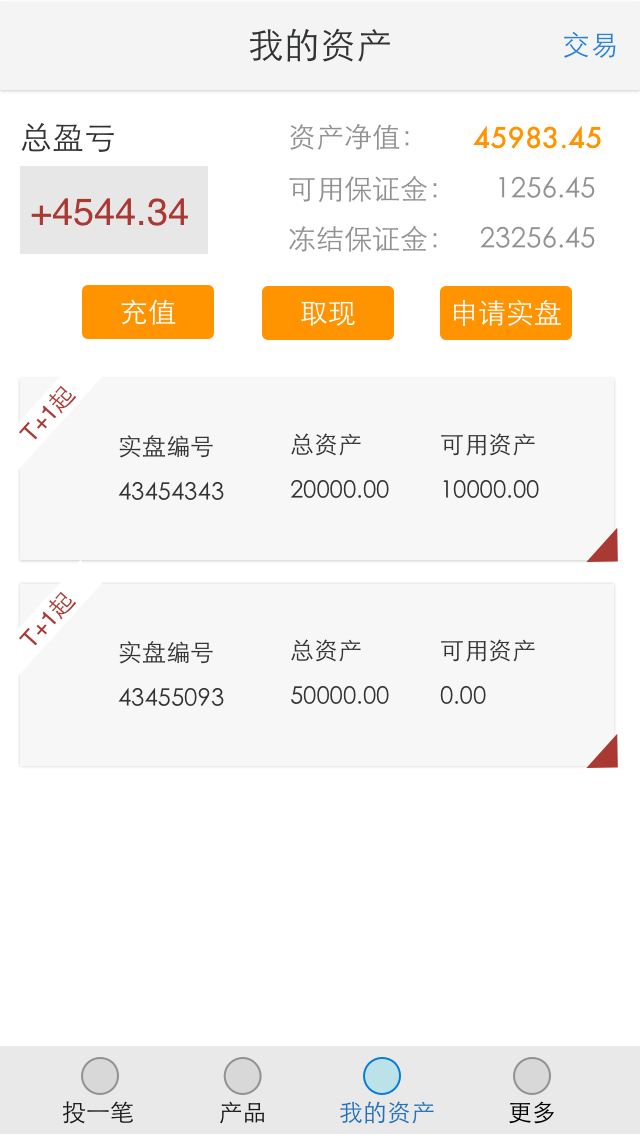 我的资产
交易
总盈亏
+4544.34
资产净值： 45983.45
可用保证金： 1256.45
冻结保证金： 23256.45
充值 取现 申请实盘
T+1起
实盘编号 总资产 可用资产
43454343 20000.00 10000.00
T+1起
实盘编号 总资产 可用资产
43455093 50000.00 0.00
投一笔 产品 我的资产 更多